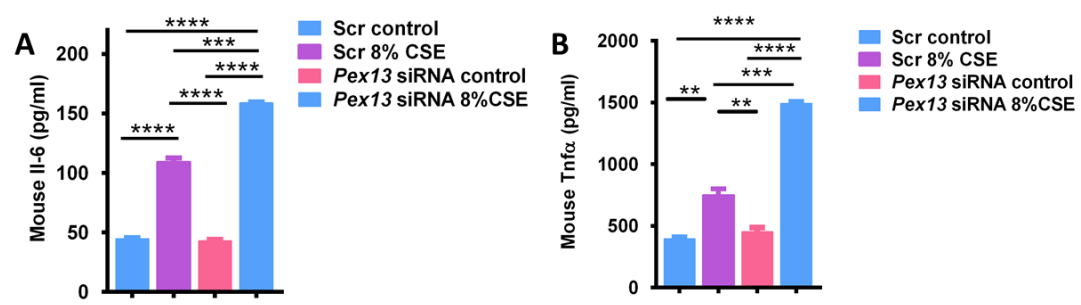 A
****
***
****
****
****
Mouse Il-6 (pg/ml)
200
150
100
50
0
Scr control
Scr 8% CSE
Pex13 siRNA control
Pex13 siRNA 8%CSE
B
****
****
***
**
**
Mouse Tnfα (pg/ml)
2000
1500
1000
500
0
Scr control
Scr 8% CSE
Pex13 siRNA control
Pex13 siRNA 8%CSE